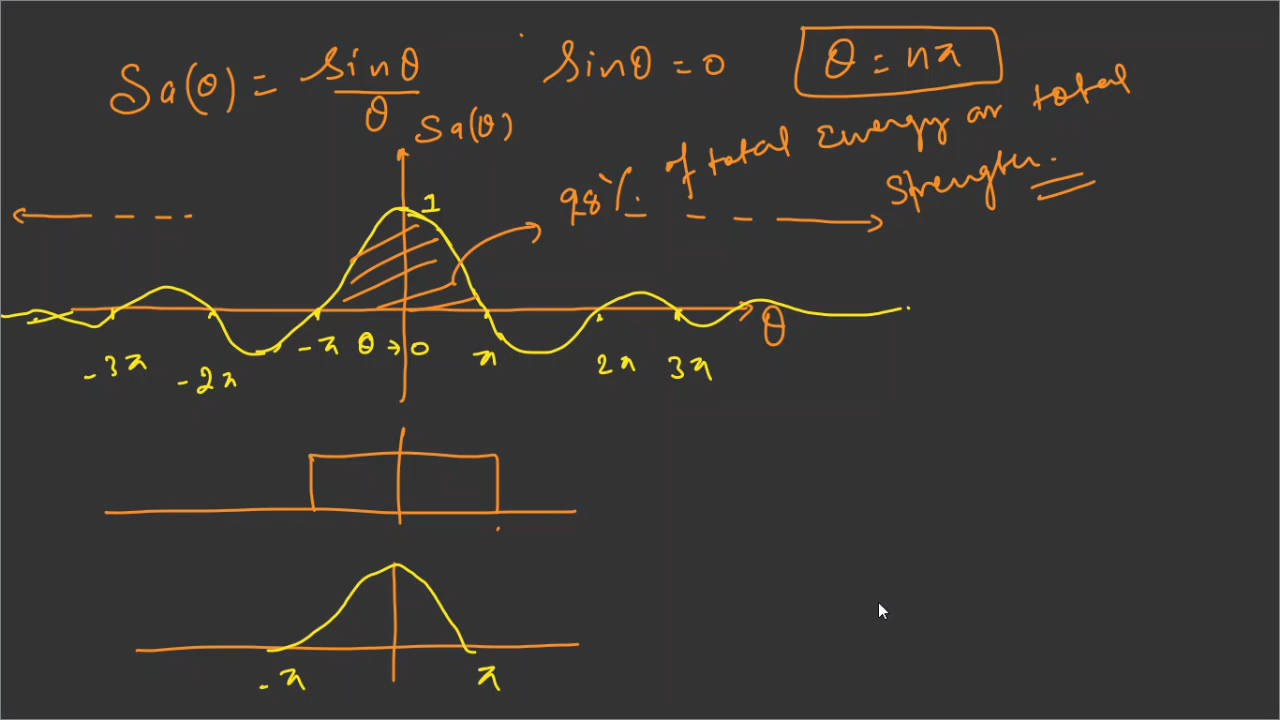 Sa(θ) = sinθ/θ
sinθ = 0
θ = nπ
Sa(θ)
98% of total Energy or total
Strength.
1
θ
-3π -2π -π θ→0 π 2π 3π
-π π